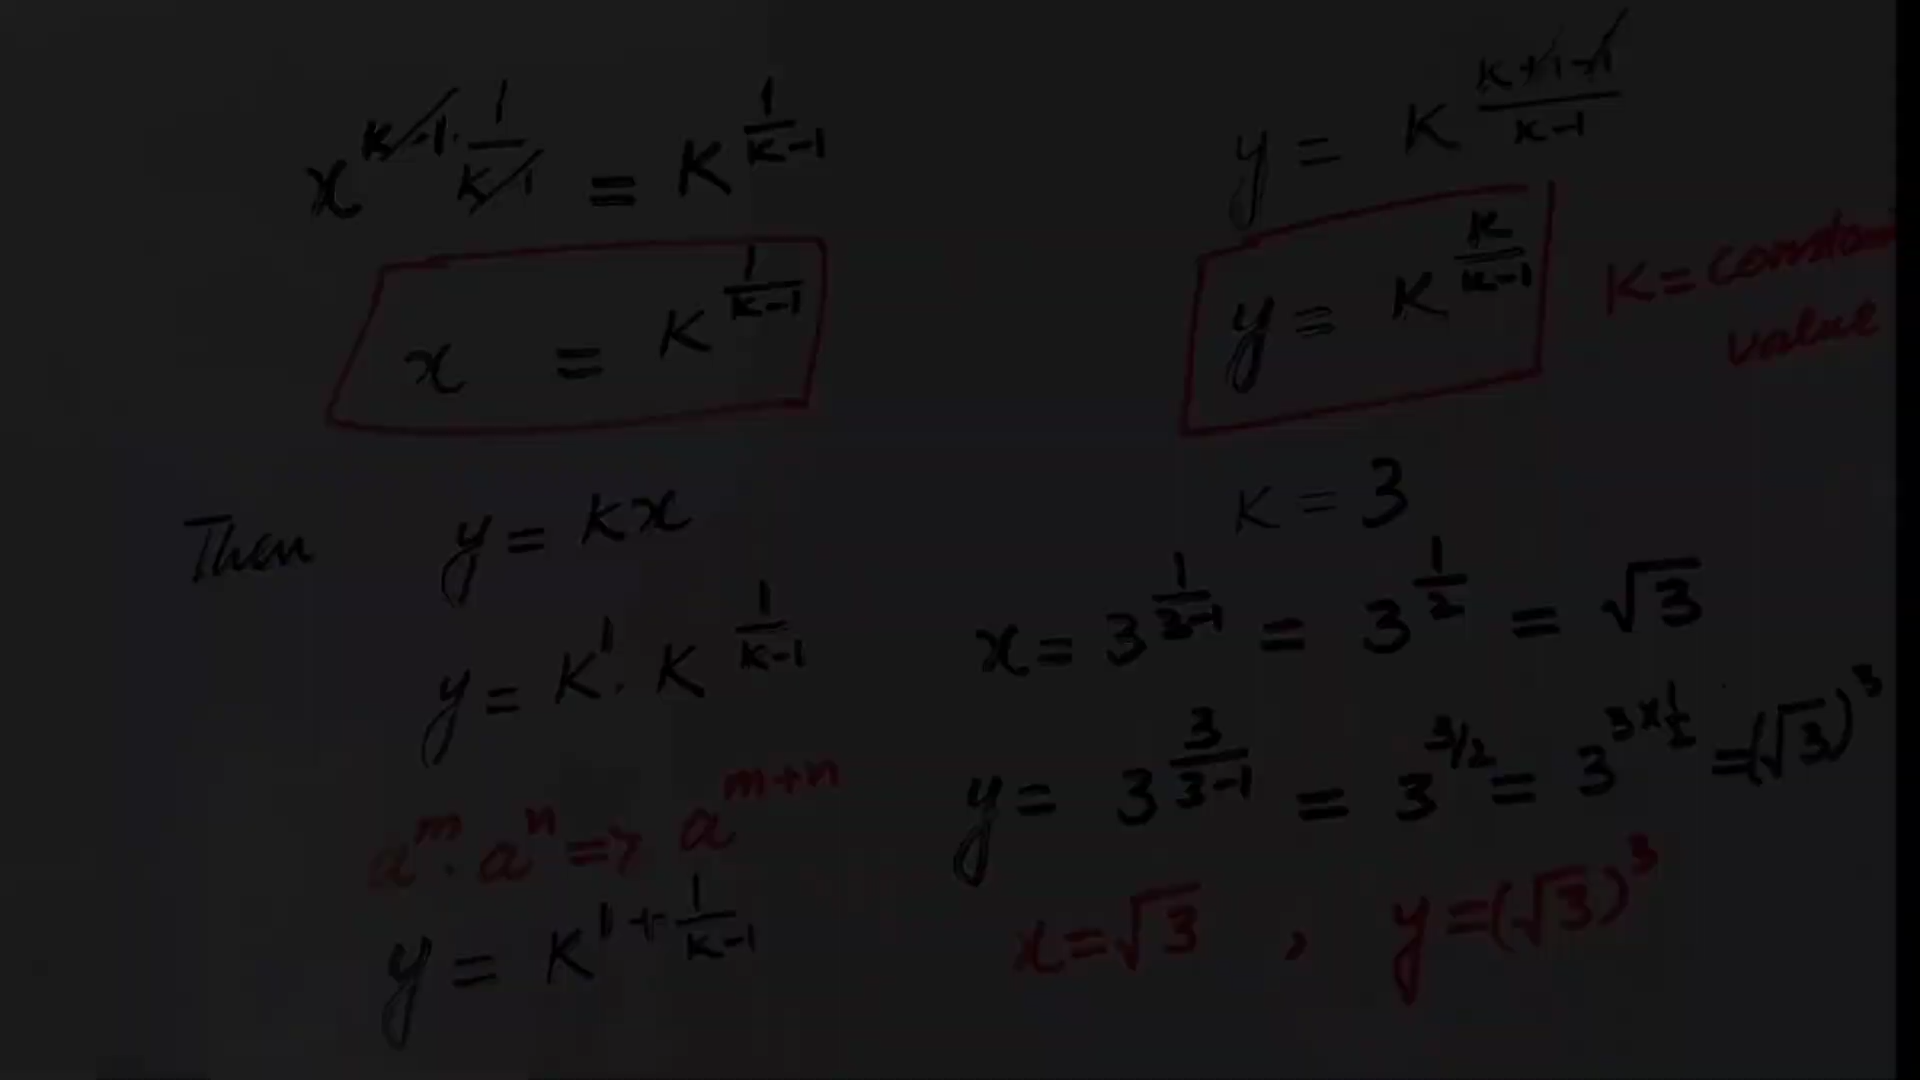 x^{K-1 · 1/(K-1)} = K^{1/(K-1)}
x = K^{1/(K-1)}
Then y = Kx
y = K^1 · K^{1/(K-1)}
a^m · a^n => a^{m+n}
y = K^{1 + 1/(K-1)}
y = K^{(K+1-1)/(K-1)}
y = K^{K/(K-1)}
K = constan
value
K = 3
x = 3^{1/(3-1)} = 3^{1/2} = √3
y = 3^{3/(3-1)} = 3^{3/2} = 3^{3×1/2} = (√3)^3
x = √3 , y = (√3)^3